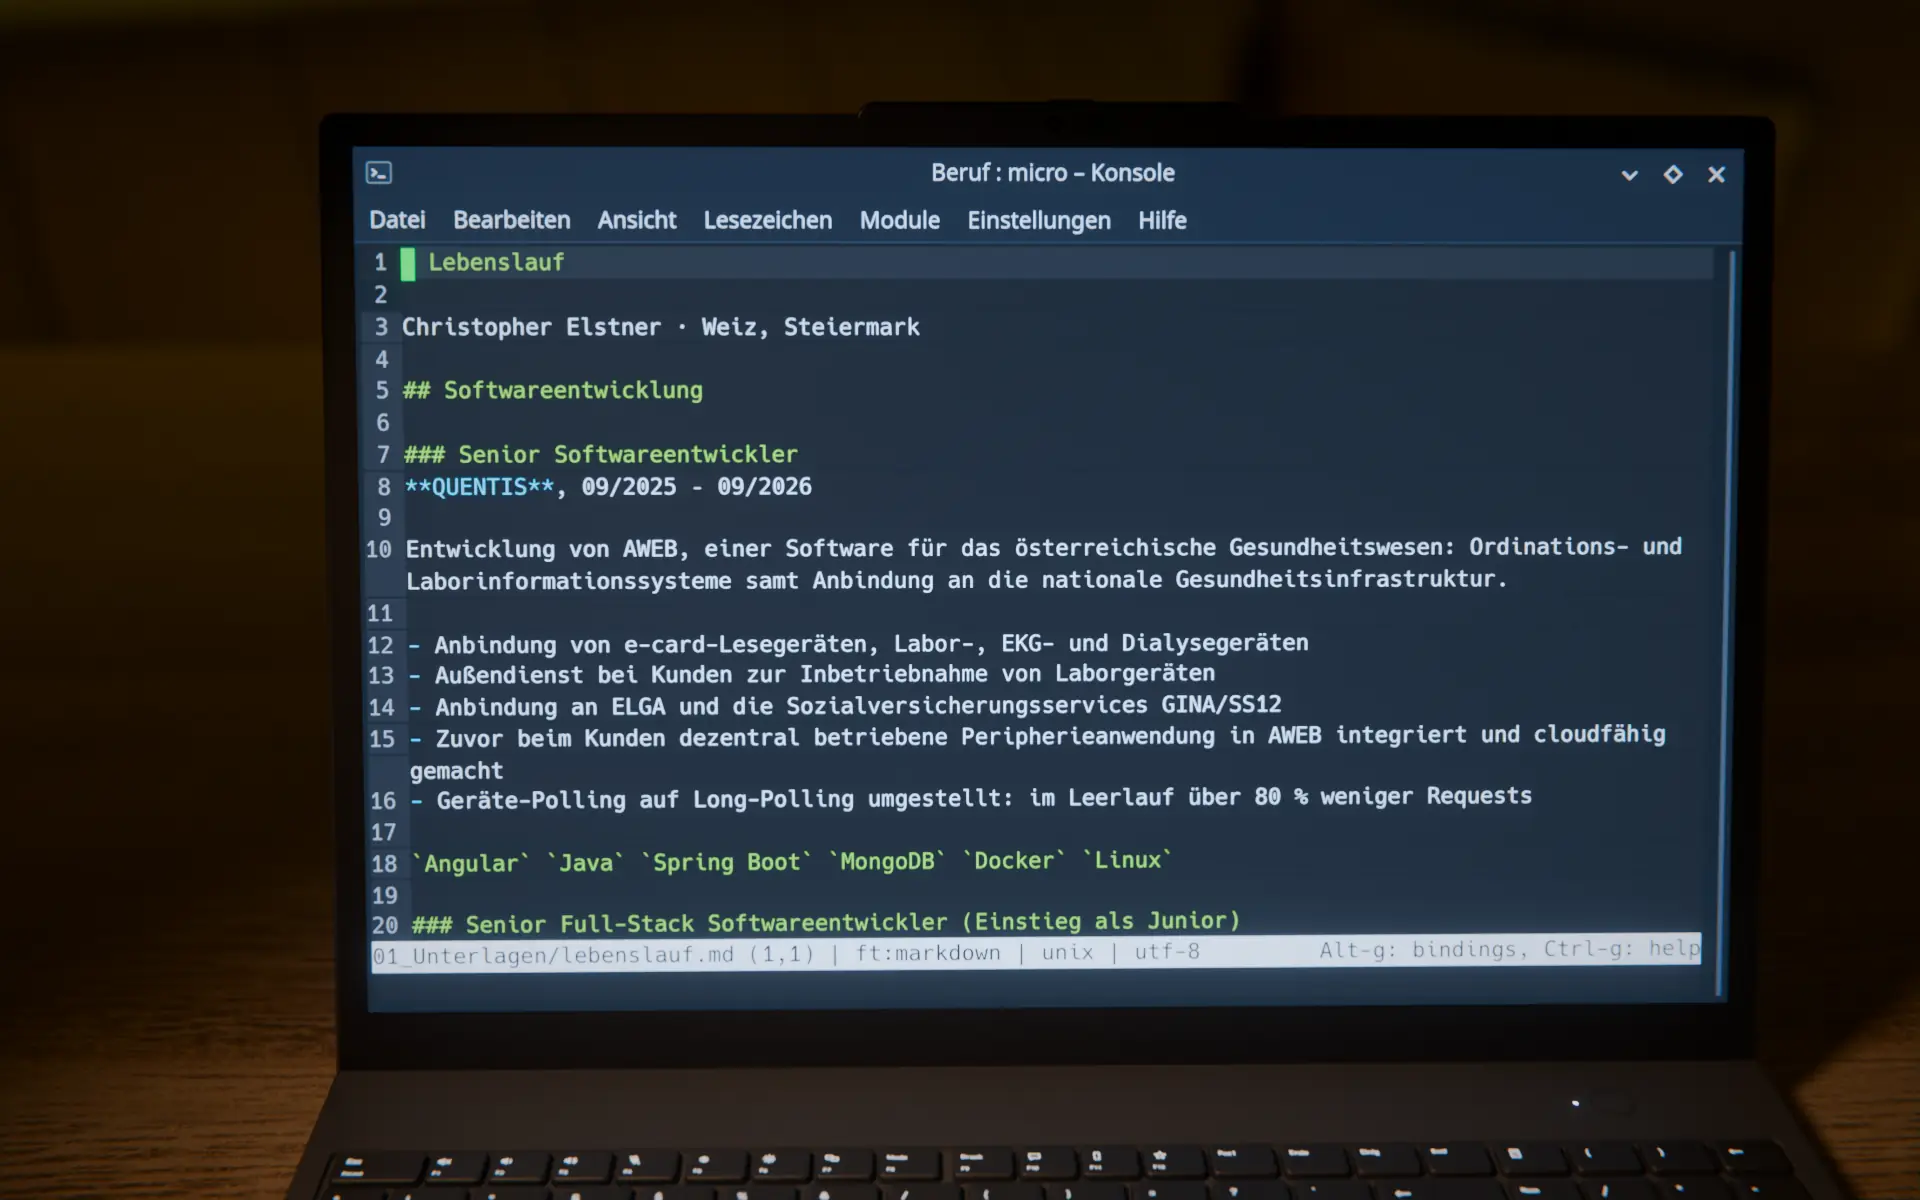 Beruf : micro – Konsole
Datei Bearbeiten Ansicht Lesezeichen Module Einstellungen Hilfe
1 Lebenslauf
2
3 Christopher Elstner · Weiz, Steiermark
4
5 ## Softwareentwicklung
6
7 ### Senior Softwareentwickler
8 **QUENTIS**, 09/2025 - 09/2026
9
10 Entwicklung von AWEB, einer Software für das österreichische Gesundheitswesen: Ordinations- und
Laborinformationssysteme samt Anbindung an die nationale Gesundheitsinfrastruktur.
11
12 - Anbindung von e-card-Lesegeräten, Labor-, EKG- und Dialysegeräten
13 - Außendienst bei Kunden zur Inbetriebnahme von Laborgeräten
14 - Anbindung an ELGA und die Sozialversicherungsservices GINA/SS12
15 - Zuvor beim Kunden dezentral betriebene Peripherieanwendung in AWEB integriert und cloudfähig
gemacht
16 - Geräte-Polling auf Long-Polling umgestellt: im Leerlauf über 80 % weniger Requests
17
18 `Angular` `Java` `Spring Boot` `MongoDB` `Docker` `Linux`
19
20 ### Senior Full-Stack Softwareentwickler (Einstieg als Junior)
01_Unterlagen/lebenslauf.md (1,1) | ft:markdown | unix | utf-8 Alt-g: bindings, Ctrl-g: help